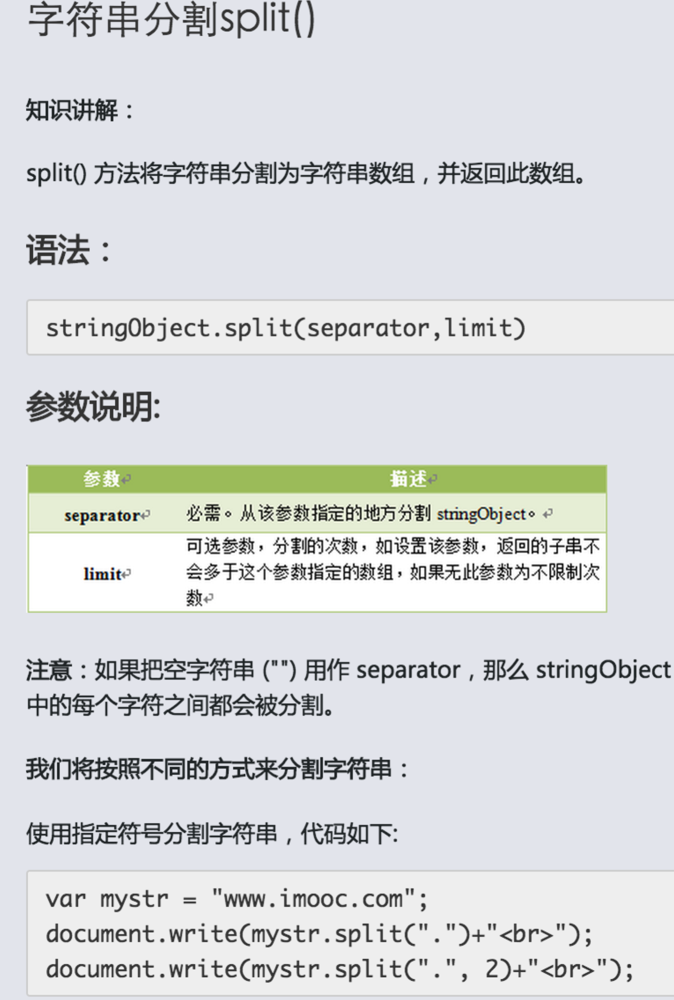 字符串分割split()
知识讲解：
split() 方法将字符串分割为字符串数组，并返回此数组。
语法：
stringObject.split(separator,limit)
参数说明:
参数 描述
separator 必需。从该参数指定的地方分割 stringObject。
limit 可选参数，分割的次数，如设置该参数，返回的子串不
会多于这个参数指定的数组，如果无此参数为不限制次
数
注意：如果把空字符串 ("") 用作 separator，那么 stringObject
中的每个字符之间都会被分割。
我们将按照不同的方式来分割字符串：
使用指定符号分割字符串，代码如下:
var mystr = "www.imooc.com";
document.write(mystr.split(".")+"<br>");
document.write(mystr.split(".", 2)+"<br>");